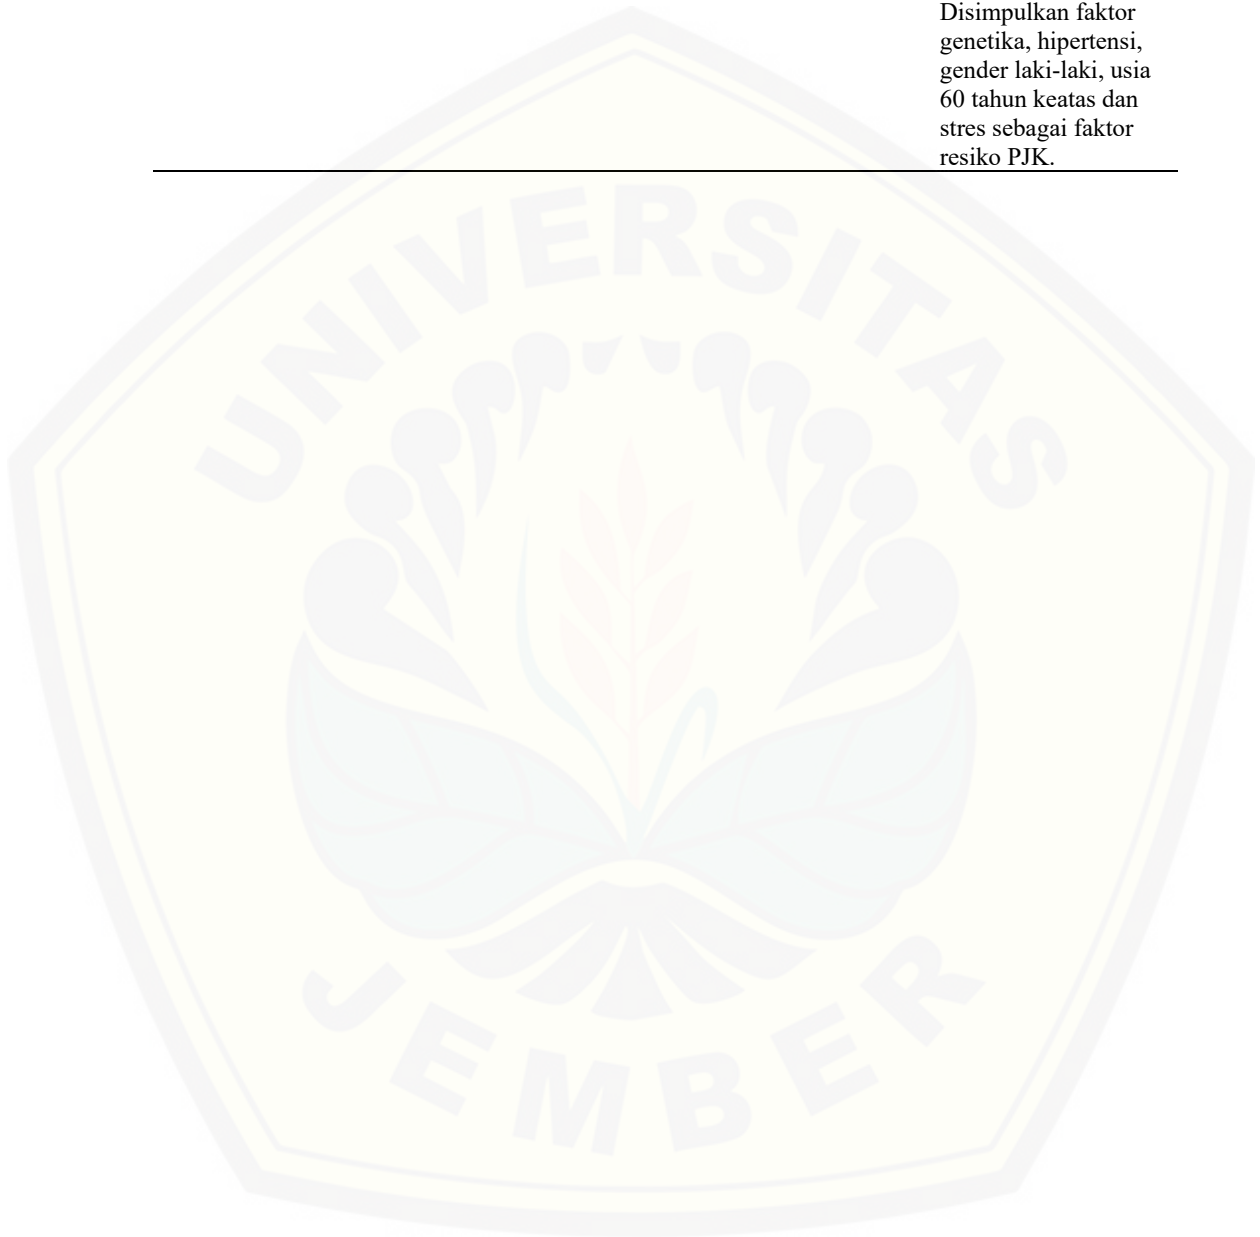 Disimpulkan faktor
genetika, hipertensi,
gender laki-laki, usia
60 tahun keatas dan
stres sebagai faktor
resiko PJK.
UNIVERSITAS
JEMBER